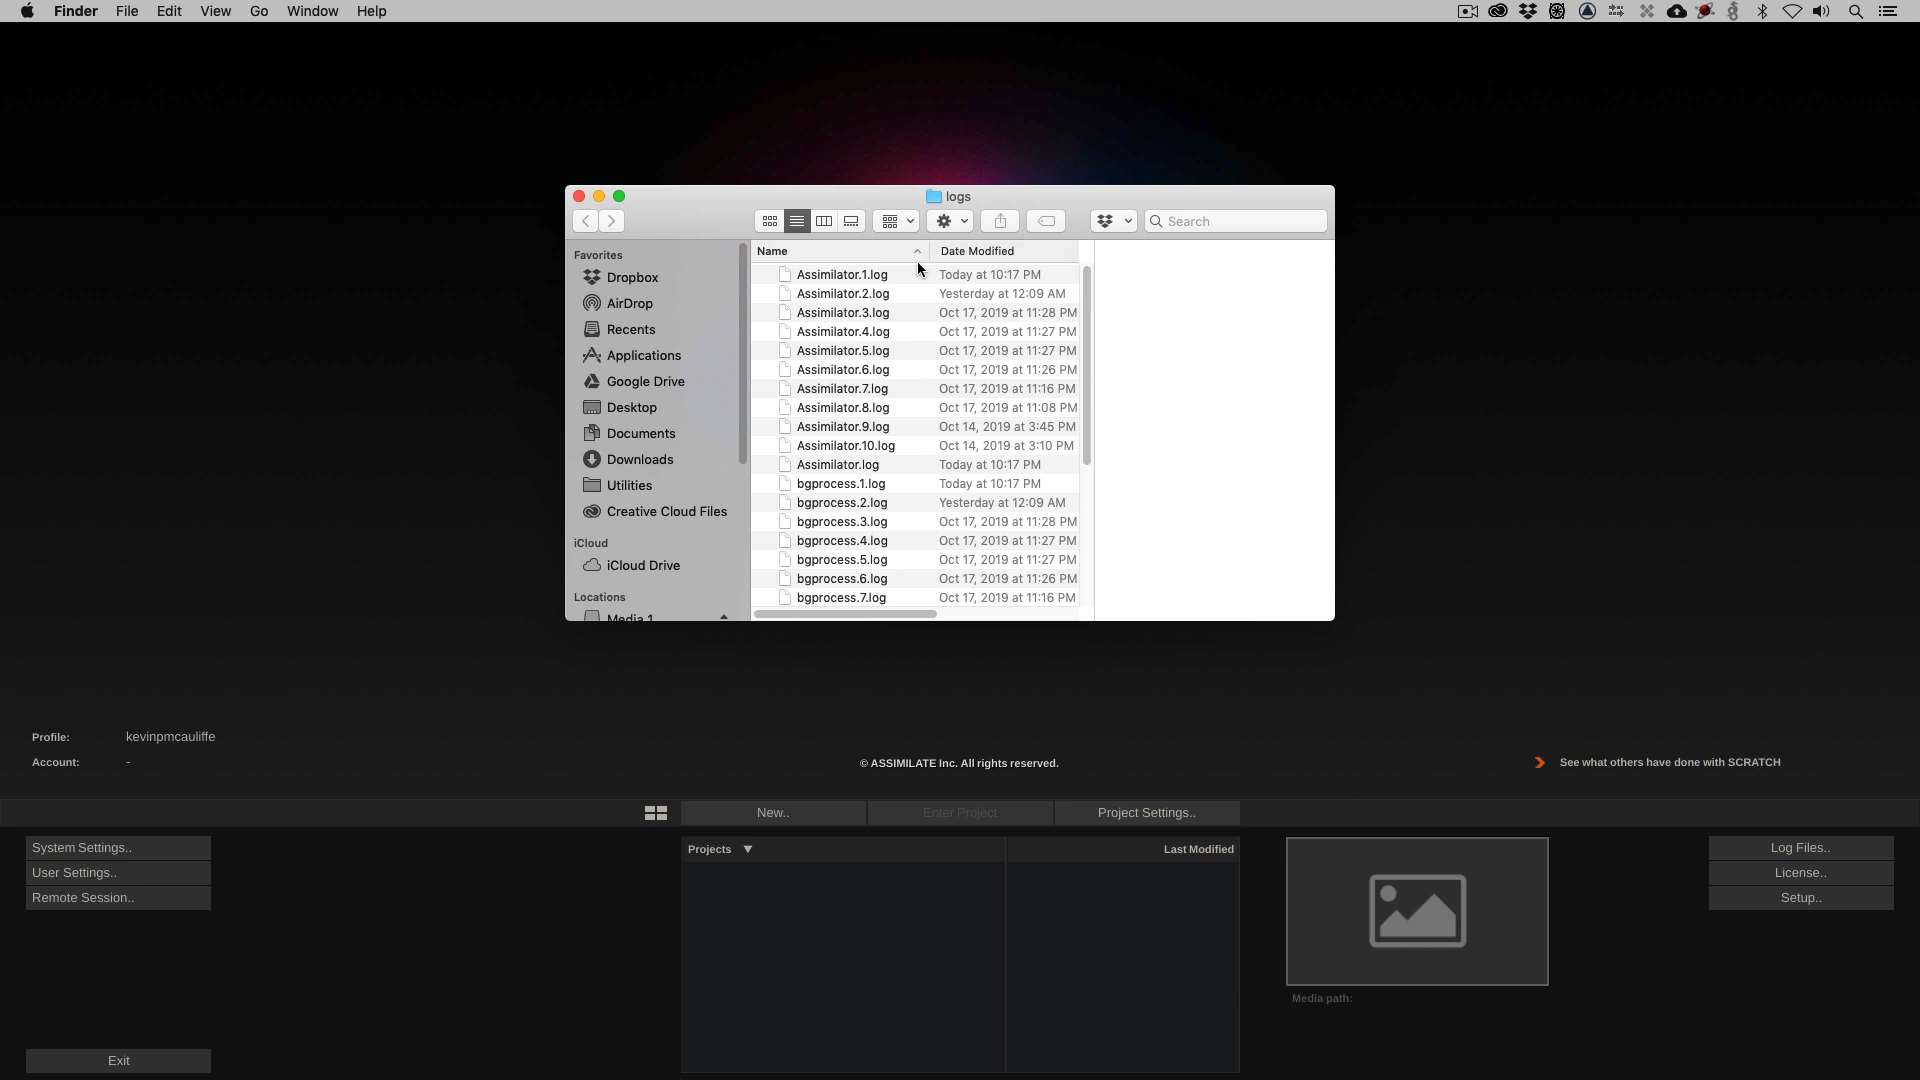 Finder File Edit View Go Window Help
logs
Search
Favorites
Dropbox
AirDrop
Recents
Applications
Google Drive
Desktop
Documents
Downloads
Utilities
Creative Cloud Files
iCloud
iCloud Drive
Locations
Media 1
Name Date Modified
Assimilator.1.log Today at 10:17 PM
Assimilator.2.log Yesterday at 12:09 AM
Assimilator.3.log Oct 17, 2019 at 11:28 PM
Assimilator.4.log Oct 17, 2019 at 11:27 PM
Assimilator.5.log Oct 17, 2019 at 11:27 PM
Assimilator.6.log Oct 17, 2019 at 11:26 PM
Assimilator.7.log Oct 17, 2019 at 11:16 PM
Assimilator.8.log Oct 17, 2019 at 11:08 PM
Assimilator.9.log Oct 14, 2019 at 3:45 PM
Assimilator.10.log Oct 14, 2019 at 3:10 PM
Assimilator.log Today at 10:17 PM
bgprocess.1.log Today at 10:17 PM
bgprocess.2.log Yesterday at 12:09 AM
bgprocess.3.log Oct 17, 2019 at 11:28 PM
bgprocess.4.log Oct 17, 2019 at 11:27 PM
bgprocess.5.log Oct 17, 2019 at 11:27 PM
bgprocess.6.log Oct 17, 2019 at 11:26 PM
bgprocess.7.log Oct 17, 2019 at 11:16 PM
Profile: kevinpmcauliffe
Account: -
© ASSIMILATE Inc. All rights reserved.
See what others have done with SCRATCH
New.. Enter Project Project Settings..
System Settings..
User Settings..
Remote Session..
Exit
Projects Last Modified
Media path:
Log Files..
License..
Setup..